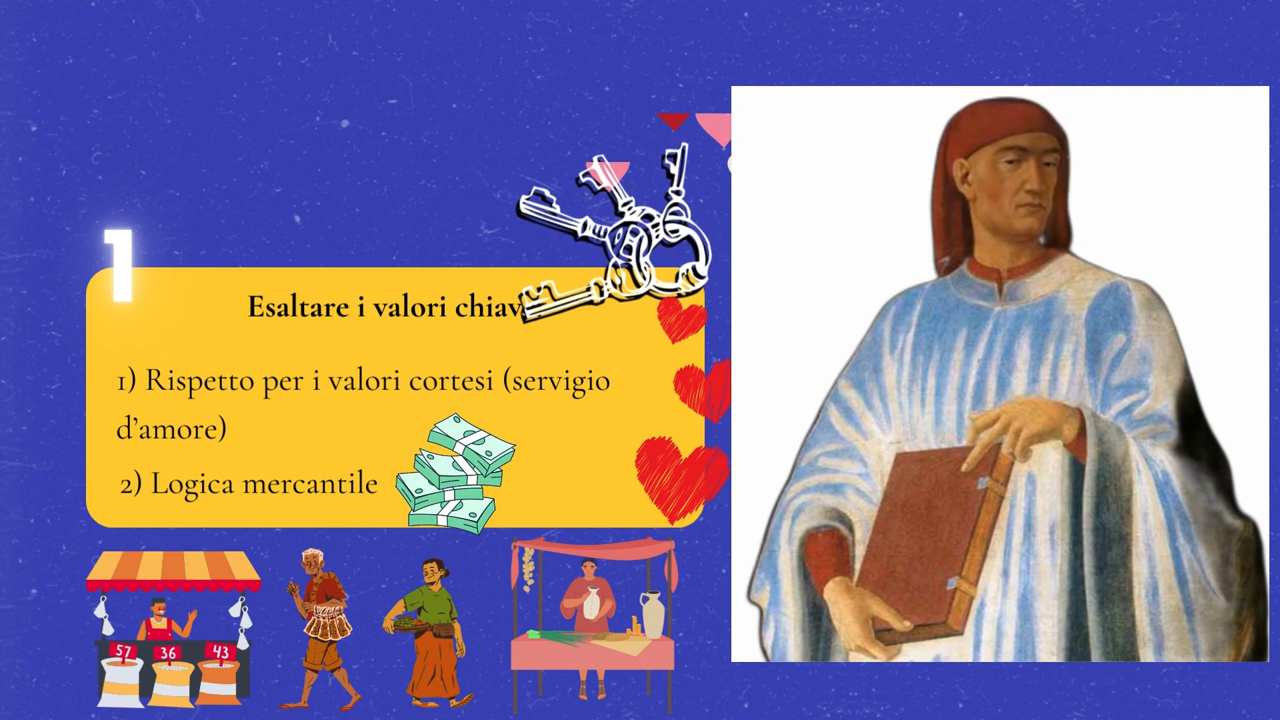 1
Esaltare i valori chiav
1) Rispetto per i valori cortesi (servigio
d'amore)
2) Logica mercantile
57 36 43